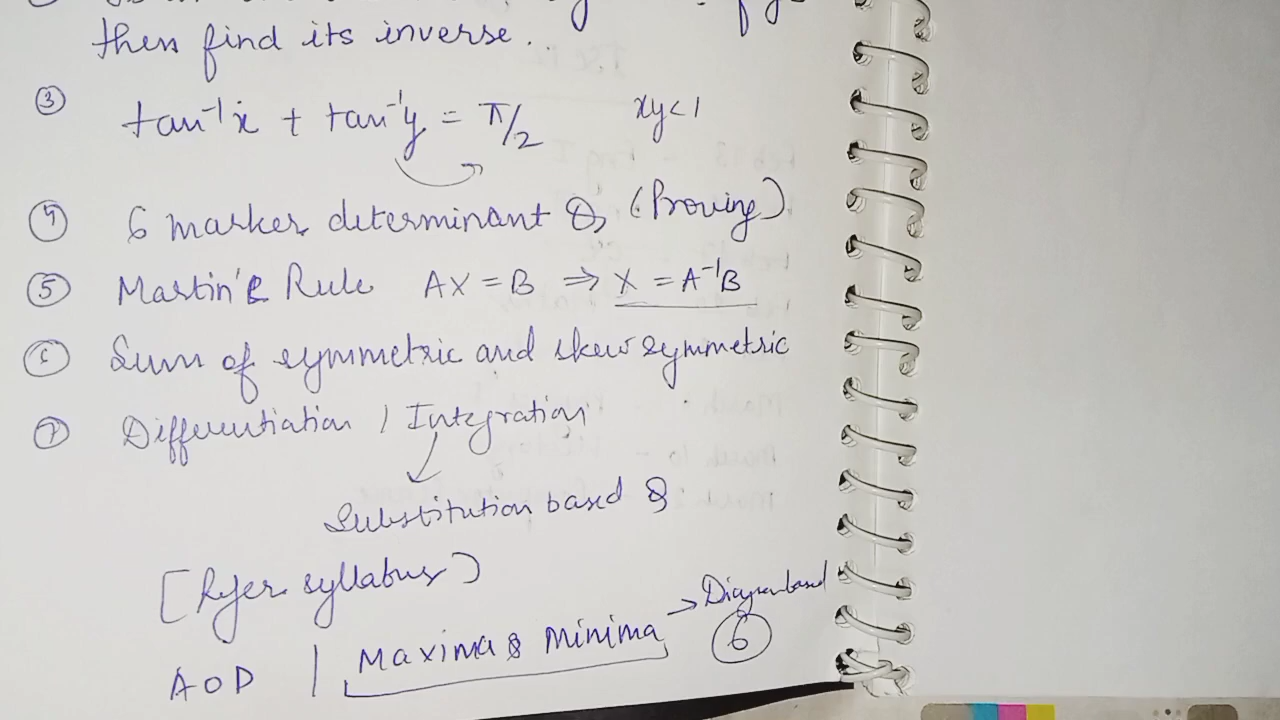 then find its inverse.
③ tan⁻¹x + tan⁻¹y = π/2 xy<1
④ 6 marker determinant Q, (Proving)
⑤ Martin's Rule AX = B ⇒ X = A⁻¹B
⑥ Sum of symmetric and skew symmetric
⑦ Differentiation / Integration
Substitution based Q
[Refer syllabus]
AOD | Maxima & Minima → Diagram based
⑥